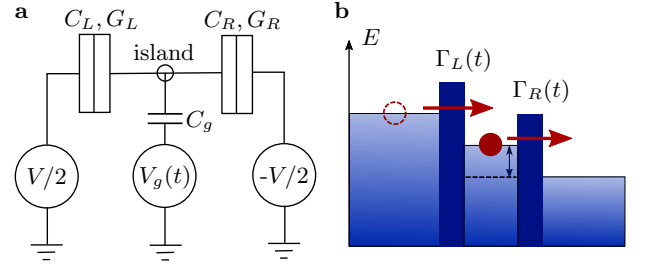 a
C_L, G_L
C_R, G_R
island
C_g
V/2
V_g(t)
-V/2
b
E
Γ_L(t)
Γ_R(t)